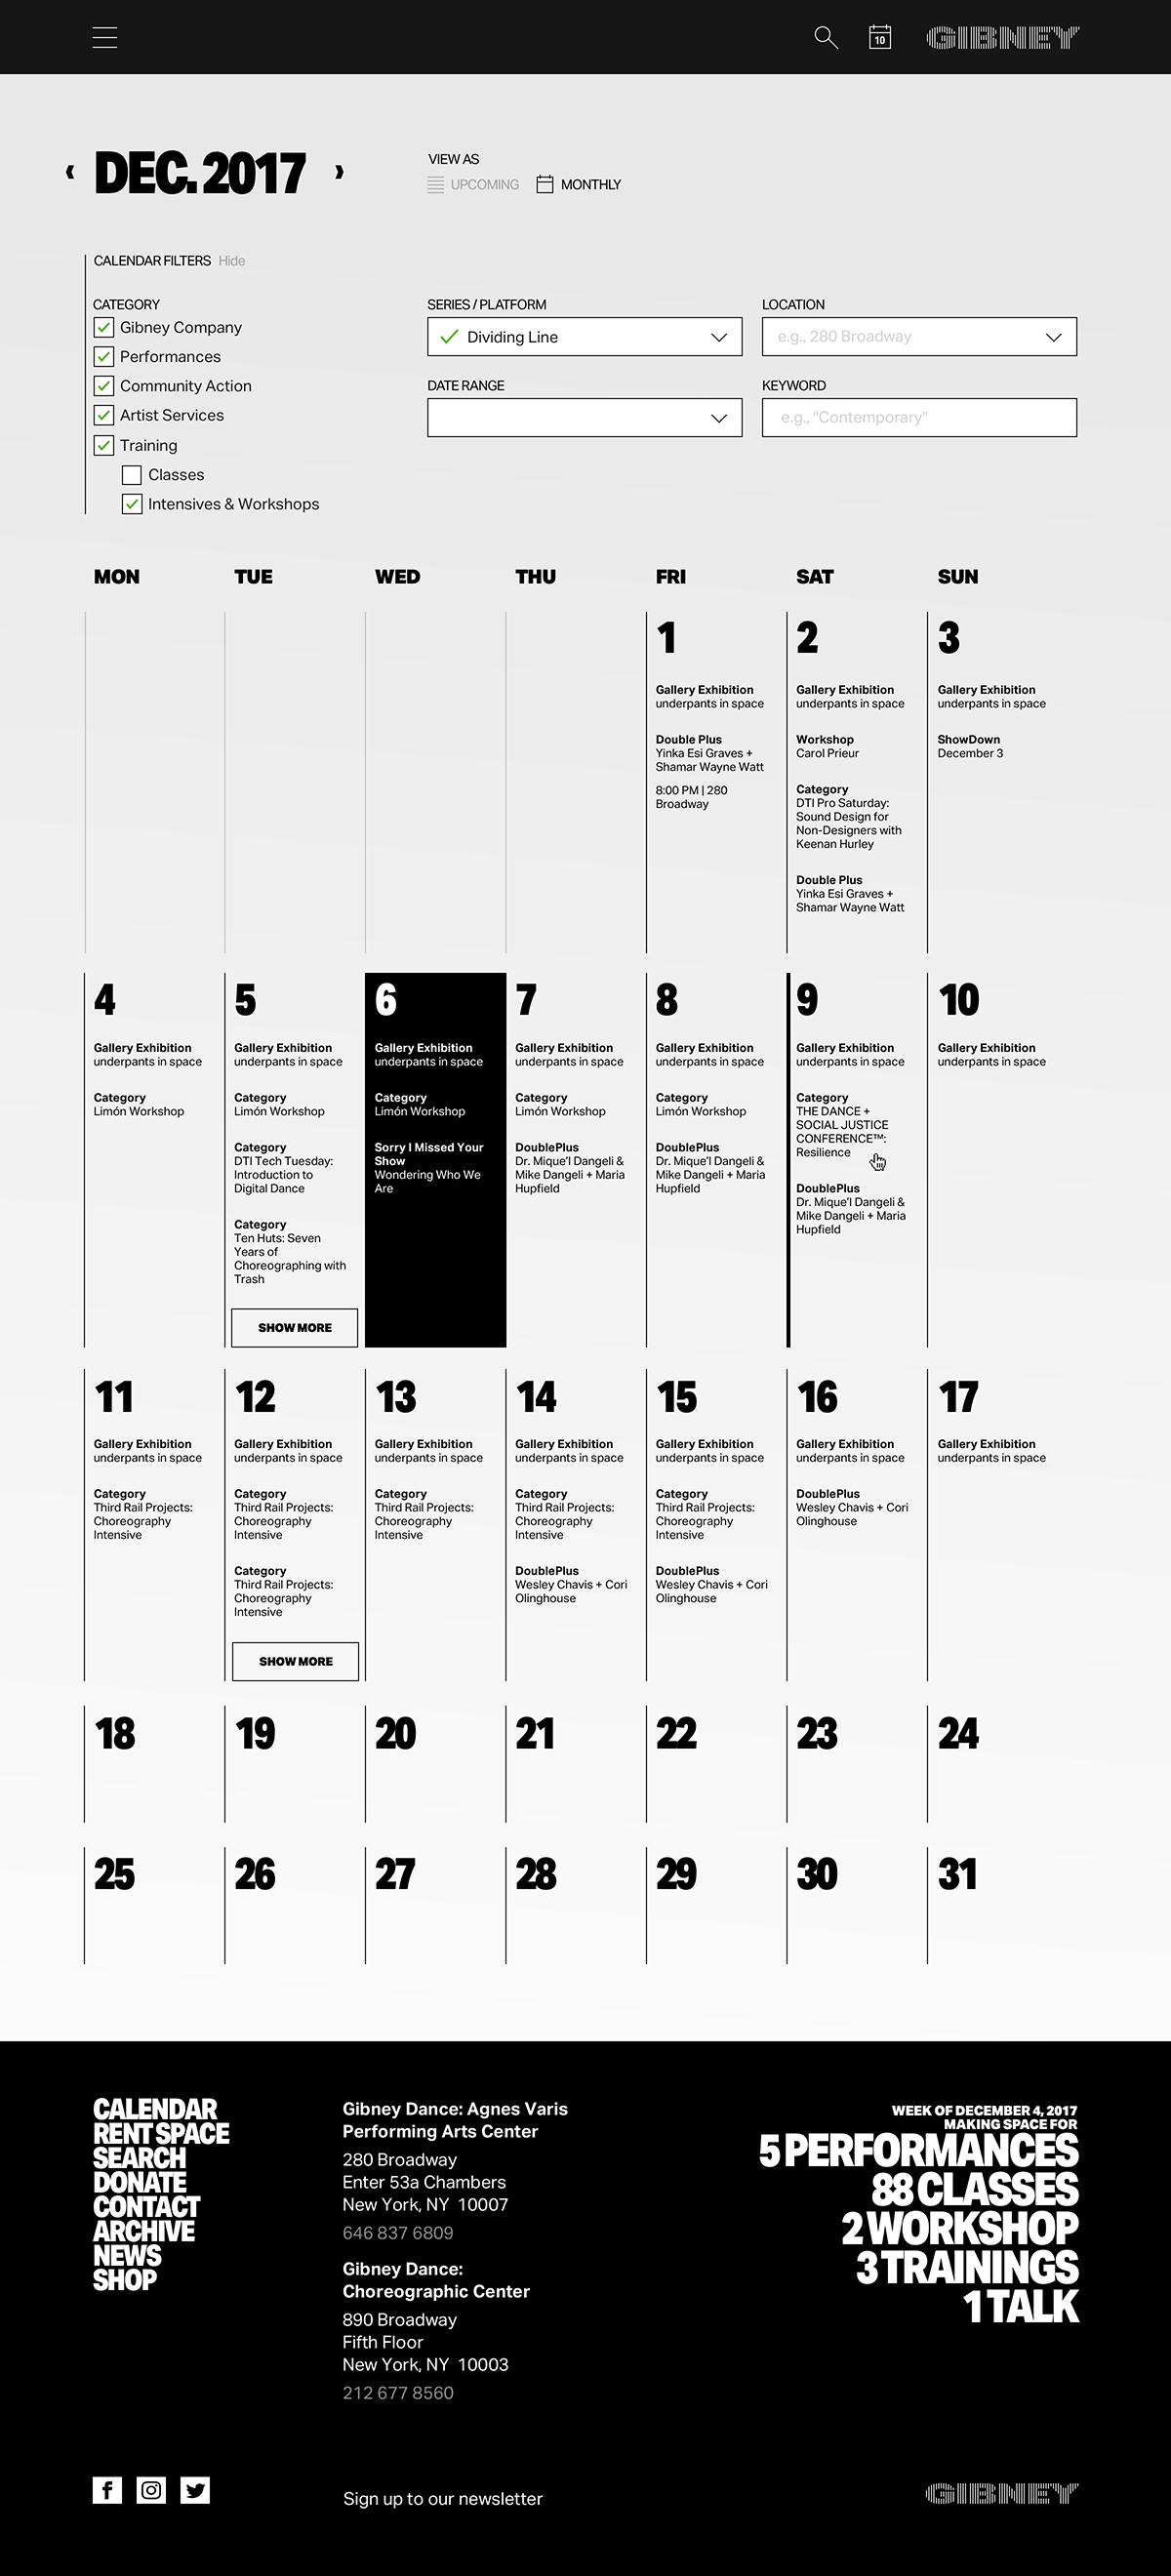 10
GIBNEY
DEC. 2017
VIEW AS
UPCOMING
MONTHLY
CALENDAR FILTERS Hide
CATEGORY
Gibney Company
Performances
Community Action
Artist Services
Training
Classes
Intensives & Workshops
SERIES / PLATFORM
Dividing Line
LOCATION
e.g., 280 Broadway
DATE RANGE
KEYWORD
e.g., "Contemporary"
MON TUE WED THU FRI SAT SUN
1
Gallery Exhibition
underpants in space
Double Plus
Yinka Esi Graves +
Shamar Wayne Watt
8:00 PM | 280
Broadway
2
Gallery Exhibition
underpants in space
Workshop
Carol Prieur
Category
DTI Pro Saturday:
Sound Design for
Non-Designers with
Keenan Hurley
Double Plus
Yinka Esi Graves +
Shamar Wayne Watt
3
Gallery Exhibition
underpants in space
ShowDown
December 3
4
Gallery Exhibition
underpants in space
Category
Limón Workshop
5
Gallery Exhibition
underpants in space
Category
Limón Workshop
Category
DTI Tech Tuesday:
Introduction to
Digital Dance
Category
Ten Huts: Seven
Years of
Choreographing with
Trash
SHOW MORE
6
Gallery Exhibition
underpants in space
Category
Limón Workshop
Sorry I Missed Your
Show
Wondering Who We
Are
7
Gallery Exhibition
underpants in space
Category
Limón Workshop
DoublePlus
Dr. Mique’l Dangeli &
Mike Dangeli + Maria
Hupfield
8
Gallery Exhibition
underpants in space
Category
Limón Workshop
DoublePlus
Dr. Mique’l Dangeli &
Mike Dangeli + Maria
Hupfield
9
Gallery Exhibition
underpants in space
Category
THE DANCE +
SOCIAL JUSTICE
CONFERENCE™:
Resilience
DoublePlus
Dr. Mique’l Dangeli &
Mike Dangeli + Maria
Hupfield
10
Gallery Exhibition
underpants in space
11
Gallery Exhibition
underpants in space
Category
Third Rail Projects:
Choreography
Intensive
12
Gallery Exhibition
underpants in space
Category
Third Rail Projects:
Choreography
Intensive
Category
Third Rail Projects:
Choreography
Intensive
SHOW MORE
13
Gallery Exhibition
underpants in space
Category
Third Rail Projects:
Choreography
Intensive
14
Gallery Exhibition
underpants in space
Category
Third Rail Projects:
Choreography
Intensive
DoublePlus
Wesley Chavis + Cori
Olinghouse
15
Gallery Exhibition
underpants in space
Category
Third Rail Projects:
Choreography
Intensive
DoublePlus
Wesley Chavis + Cori
Olinghouse
16
Gallery Exhibition
underpants in space
DoublePlus
Wesley Chavis + Cori
Olinghouse
17
Gallery Exhibition
underpants in space
18 19 20 21 22 23 24
25 26 27 28 29 30 31
CALENDAR
RENT SPACE
SEARCH
DONATE
CONTACT
ARCHIVE
NEWS
SHOP
Gibney Dance: Agnes Varis
Performing Arts Center
280 Broadway
Enter 53a Chambers
New York, NY 10007
646 837 6809
Gibney Dance:
Choreographic Center
890 Broadway
Fifth Floor
New York, NY 10003
212 677 8560
WEEK OF DECEMBER 4, 2017
MAKING SPACE FOR
5 PERFORMANCES
88 CLASSES
2 WORKSHOP
3 TRAININGS
1 TALK
Sign up to our newsletter
GIBNEY